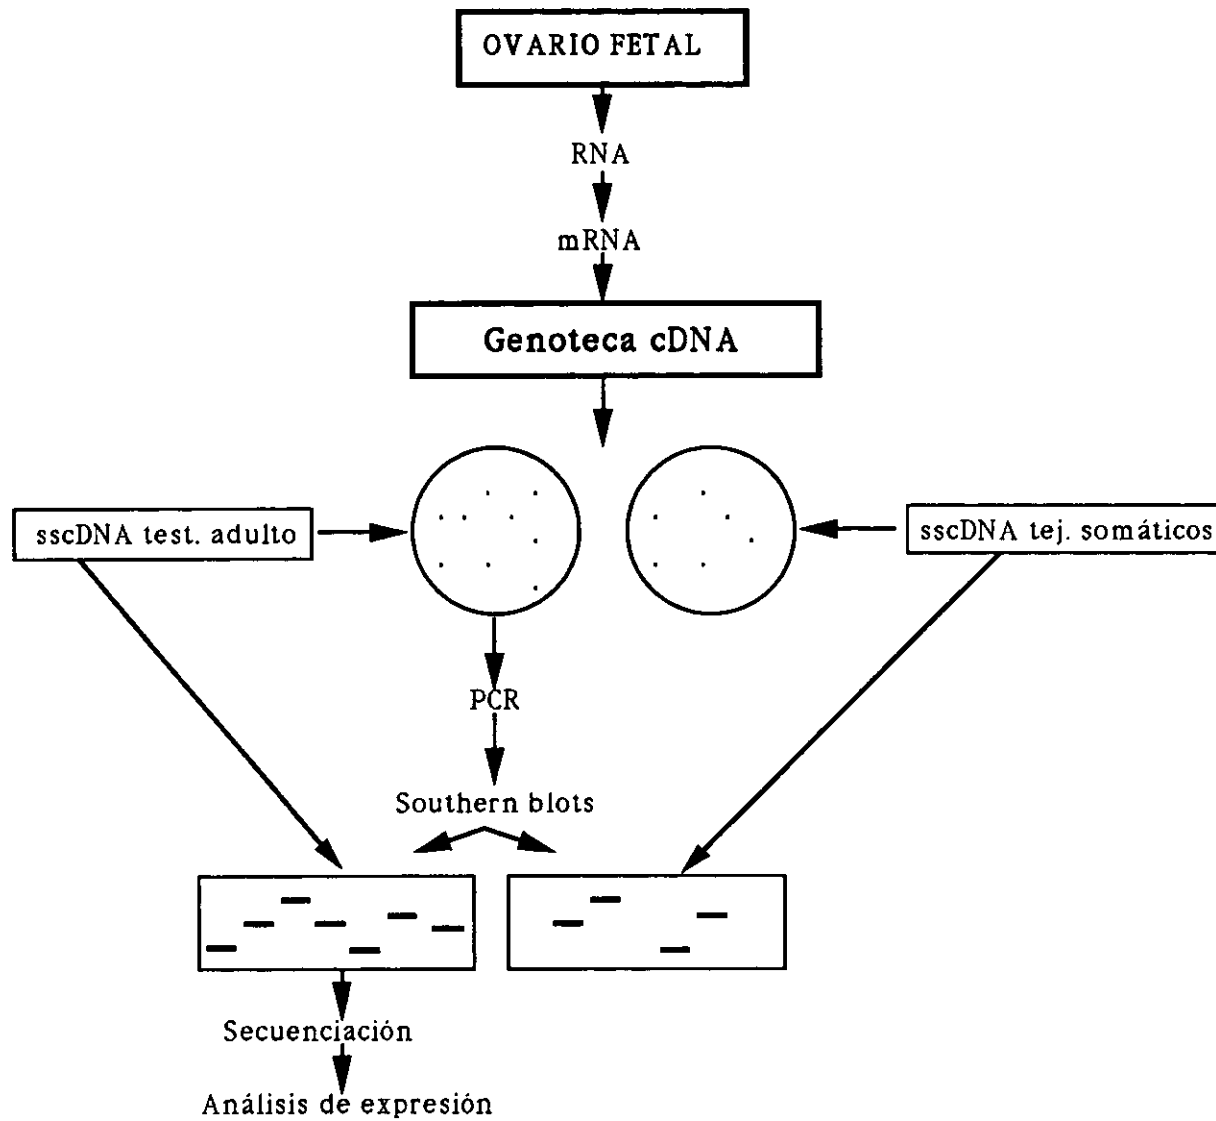 OVARIO FETAL
RNA
mRNA
Genoteca cDNA
sscDNA test. adulto
sscDNA tej. somáticos
PCR
Southern blots
Secuenciación
Análisis de expresión